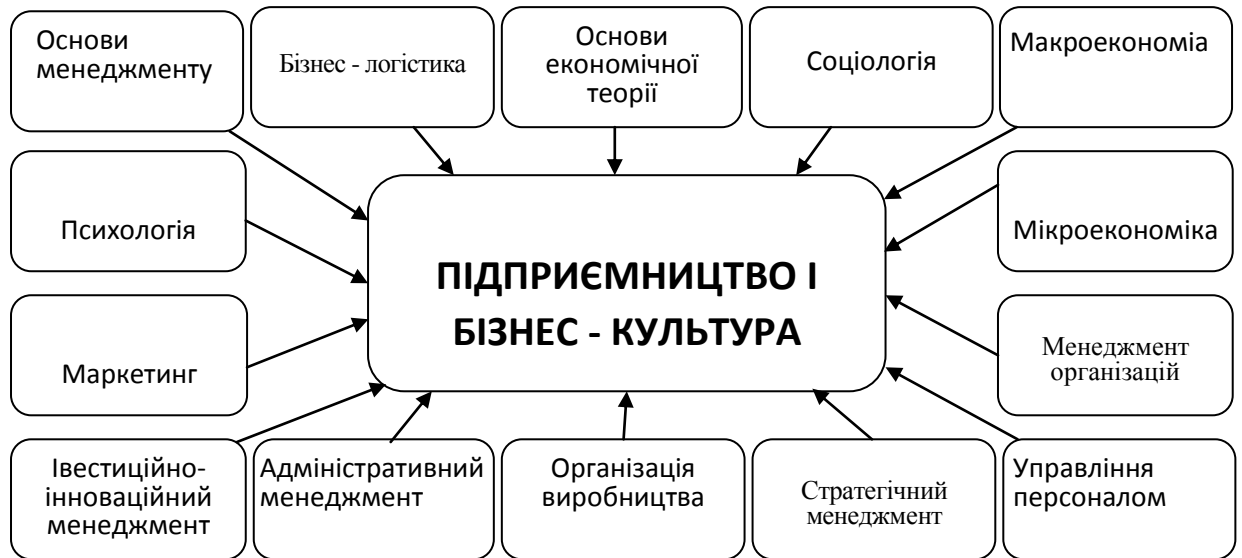 Основи
менеджменту
Бізнес - логістика
Основи
економічної
теорії
Соціологія
Макроекономіа
Психологія
ПІДПРИЄМНИЦТВО І
БІЗНЕС - КУЛЬТУРА
Мікроекономіка
Маркетинг
Менеджмент
організацій
Івестиційно-
інноваційний
менеджмент
Адміністративний
менеджмент
Організація
виробництва
Стратегічний
менеджмент
Управління
персоналом